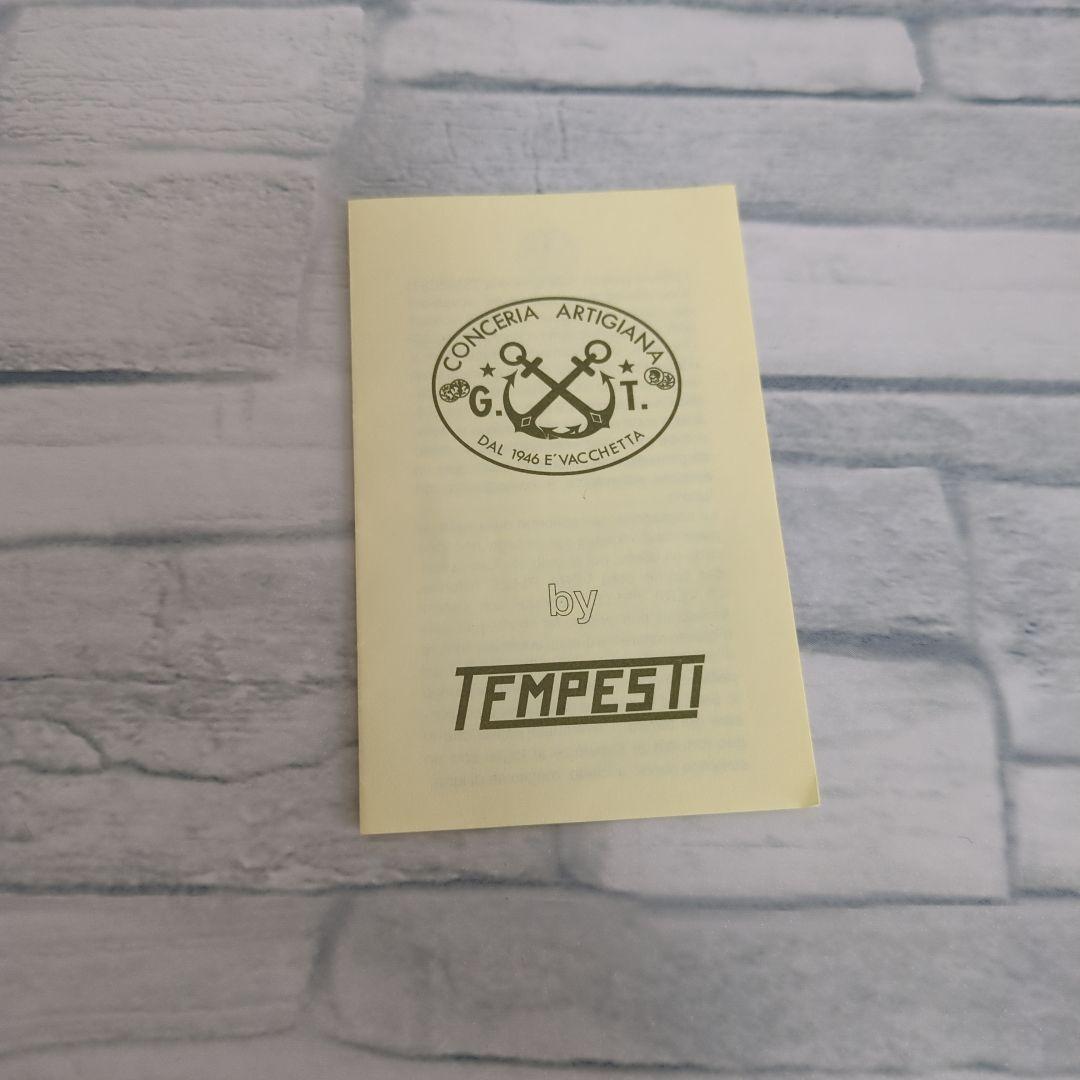 CONCERIA ARTIGIANA
G. T.
DAL 1946 E´VACCHETTA
by
TEMPESTI